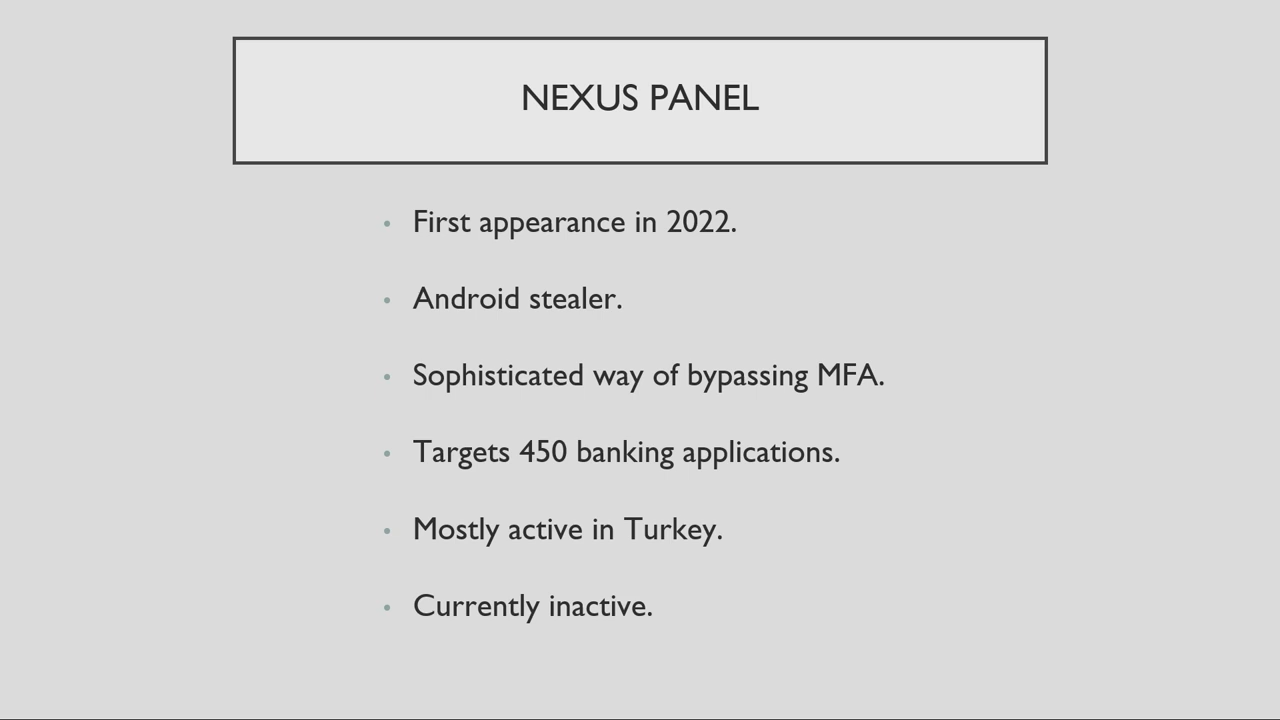 NEXUS PANEL
• First appearance in 2022.
• Android stealer.
• Sophisticated way of bypassing MFA.
• Targets 450 banking applications.
• Mostly active in Turkey.
• Currently inactive.